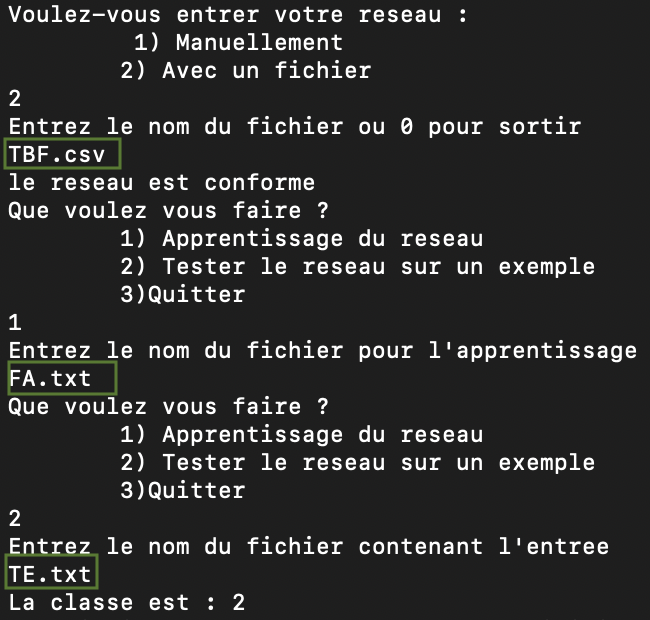 Voulez-vous entrer votre reseau :
1) Manuellement
2) Avec un fichier
2
Entrez le nom du fichier ou 0 pour sortir
TBF.csv
le reseau est conforme
Que voulez vous faire ?
1) Apprentissage du reseau
2) Tester le reseau sur un exemple
3)Quitter
1
Entrez le nom du fichier pour l'apprentissage
FA.txt
Que voulez vous faire ?
1) Apprentissage du reseau
2) Tester le reseau sur un exemple
3)Quitter
2
Entrez le nom du fichier contenant l'entree
TE.txt
La classe est : 2